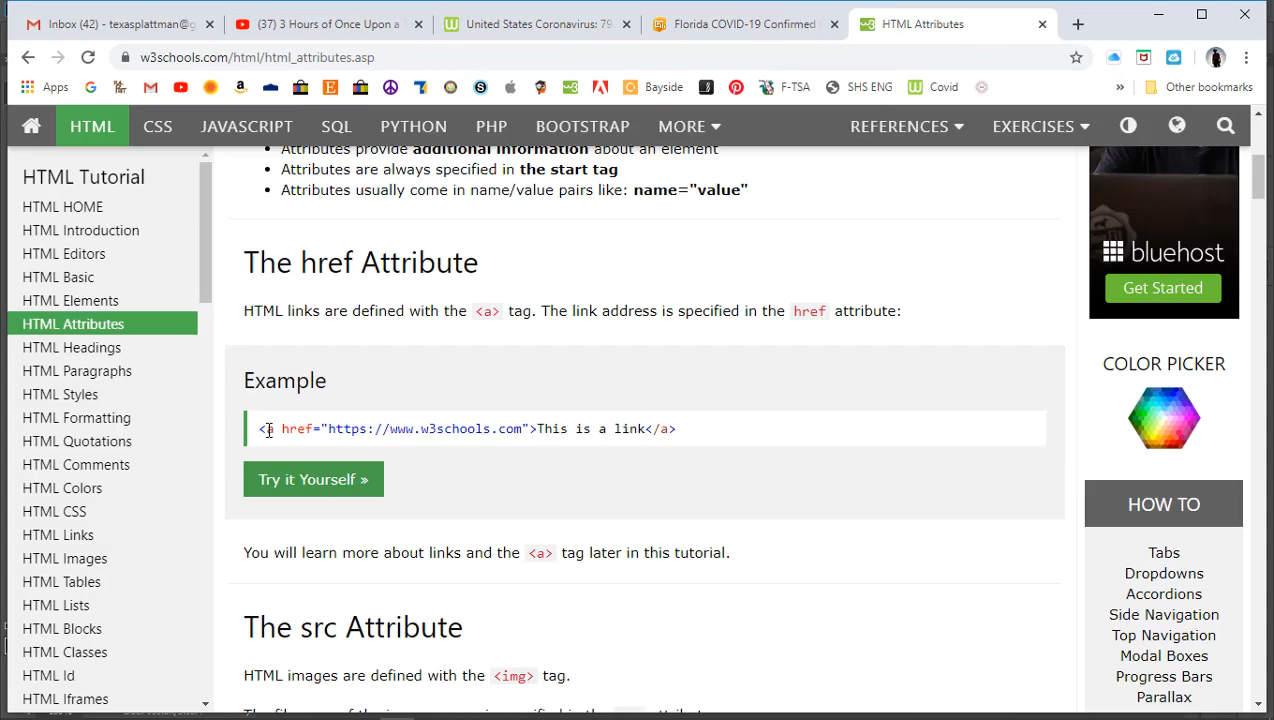 Inbox (42) - texasplattman@g
(37) 3 Hours of Once Upon a
United States Coronavirus: 79
Florida COVID-19 Confirmed
HTML Attributes
w3schools.com/html/html_attributes.asp
Apps
Bayside
F-TSA
SHS ENG
Covid
»
Other bookmarks
HTML
CSS
JAVASCRIPT
SQL
PYTHON
PHP
BOOTSTRAP
MORE
REFERENCES
EXERCISES
HTML Tutorial
HTML HOME
HTML Introduction
HTML Editors
HTML Basic
HTML Elements
HTML Attributes
HTML Headings
HTML Paragraphs
HTML Styles
HTML Formatting
HTML Quotations
HTML Comments
HTML Colors
HTML CSS
HTML Links
HTML Images
HTML Tables
HTML Lists
HTML Blocks
HTML Classes
HTML Id
HTML Iframes
• Attributes provide additional information about an element
• Attributes are always specified in the start tag
• Attributes usually come in name/value pairs like: name="value"
The href Attribute
HTML links are defined with the <a> tag. The link address is specified in the href attribute:
Example
<a href="https://www.w3schools.com">This is a link</a>
Try it Yourself »
You will learn more about links and the <a> tag later in this tutorial.
The src Attribute
HTML images are defined with the <img> tag.
bluehost
Get Started
COLOR PICKER
HOW TO
Tabs
Dropdowns
Accordions
Side Navigation
Top Navigation
Modal Boxes
Progress Bars
Parallax